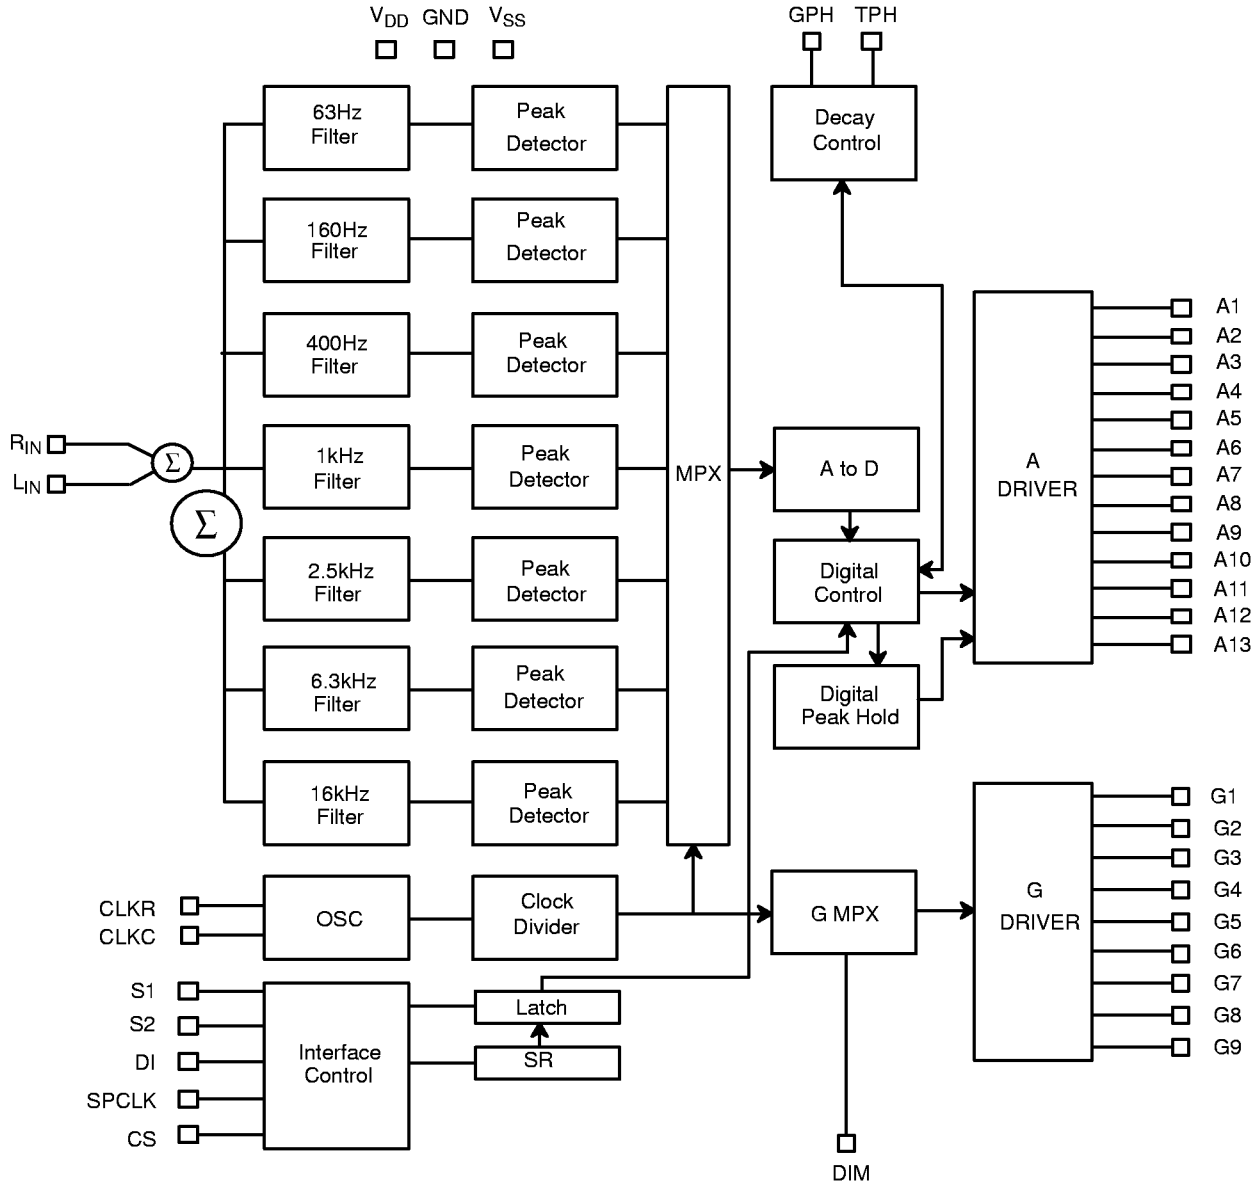 VDD GND VSS
GPH TPH
63Hz
Filter
Peak
Detector
Decay
Control
160Hz
Filter
Peak
Detector
400Hz
Filter
Peak
Detector
RIN
LIN
Σ
Σ
1kHz
Filter
Peak
Detector
MPX
A to D
2.5kHz
Filter
Peak
Detector
Digital
Control
6.3kHz
Filter
Peak
Detector
Digital
Peak Hold
16kHz
Filter
Peak
Detector
A
DRIVER
A1
A2
A3
A4
A5
A6
A7
A8
A9
A10
A11
A12
A13
CLKR
CLKC
OSC
Clock
Divider
G MPX
G
DRIVER
G1
G2
G3
G4
G5
G6
G7
G8
G9
S1
S2
DI
SPCLK
CS
Interface
Control
Latch
SR
DIM